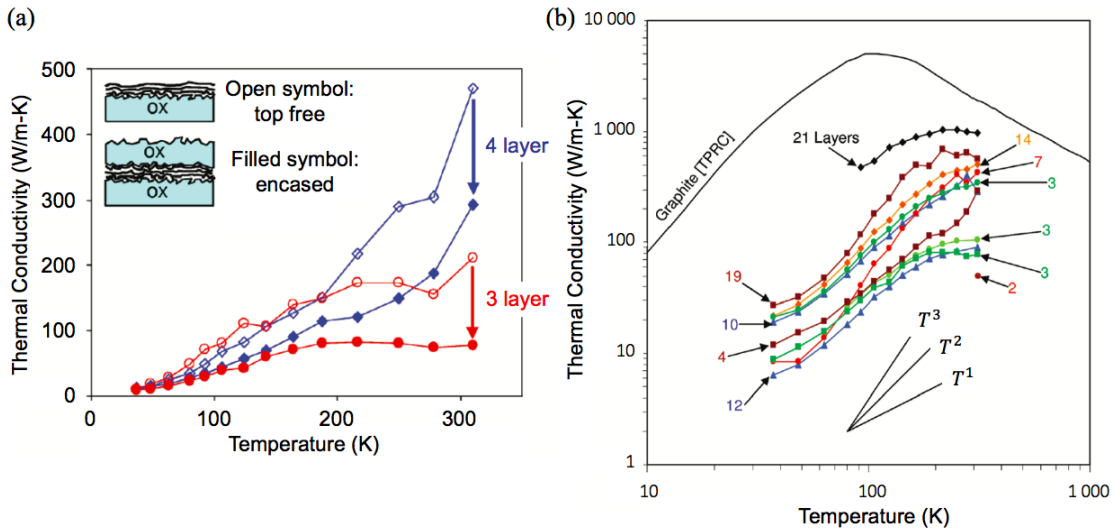 (a)
500
400
300
200
100
0
0
100
200
300
Thermal Conductivity (W/m-K)
Temperature (K)
OX
OX
OX
Open symbol:
top free
Filled symbol:
encased
4 layer
3 layer
(b)
10 000
1 000
100
10
1
10
100
1 000
Thermal Conductivity (W/m-K)
Temperature (K)
Graphite [TPRC]
21 Layers
14
7
3
3
3
2
19
10
4
12
T³
T²
T¹